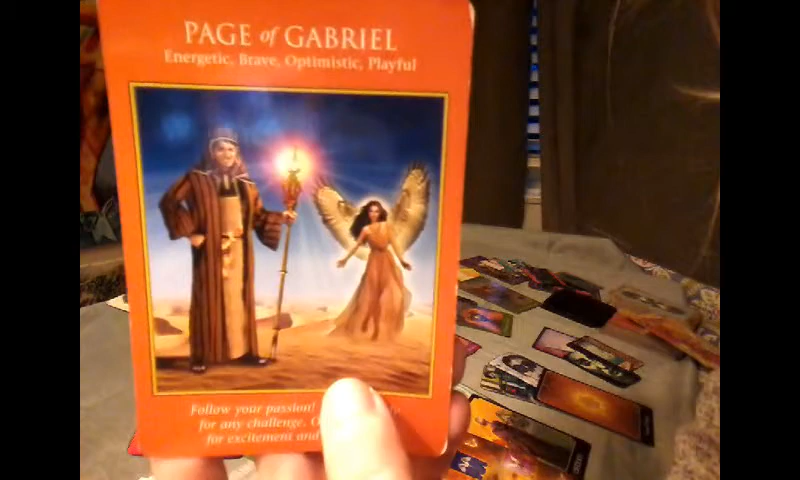 PAGE of GABRIEL
Energetic, Brave, Optimistic, Playful
Follow your passion!
for any challenge.
for excitement and